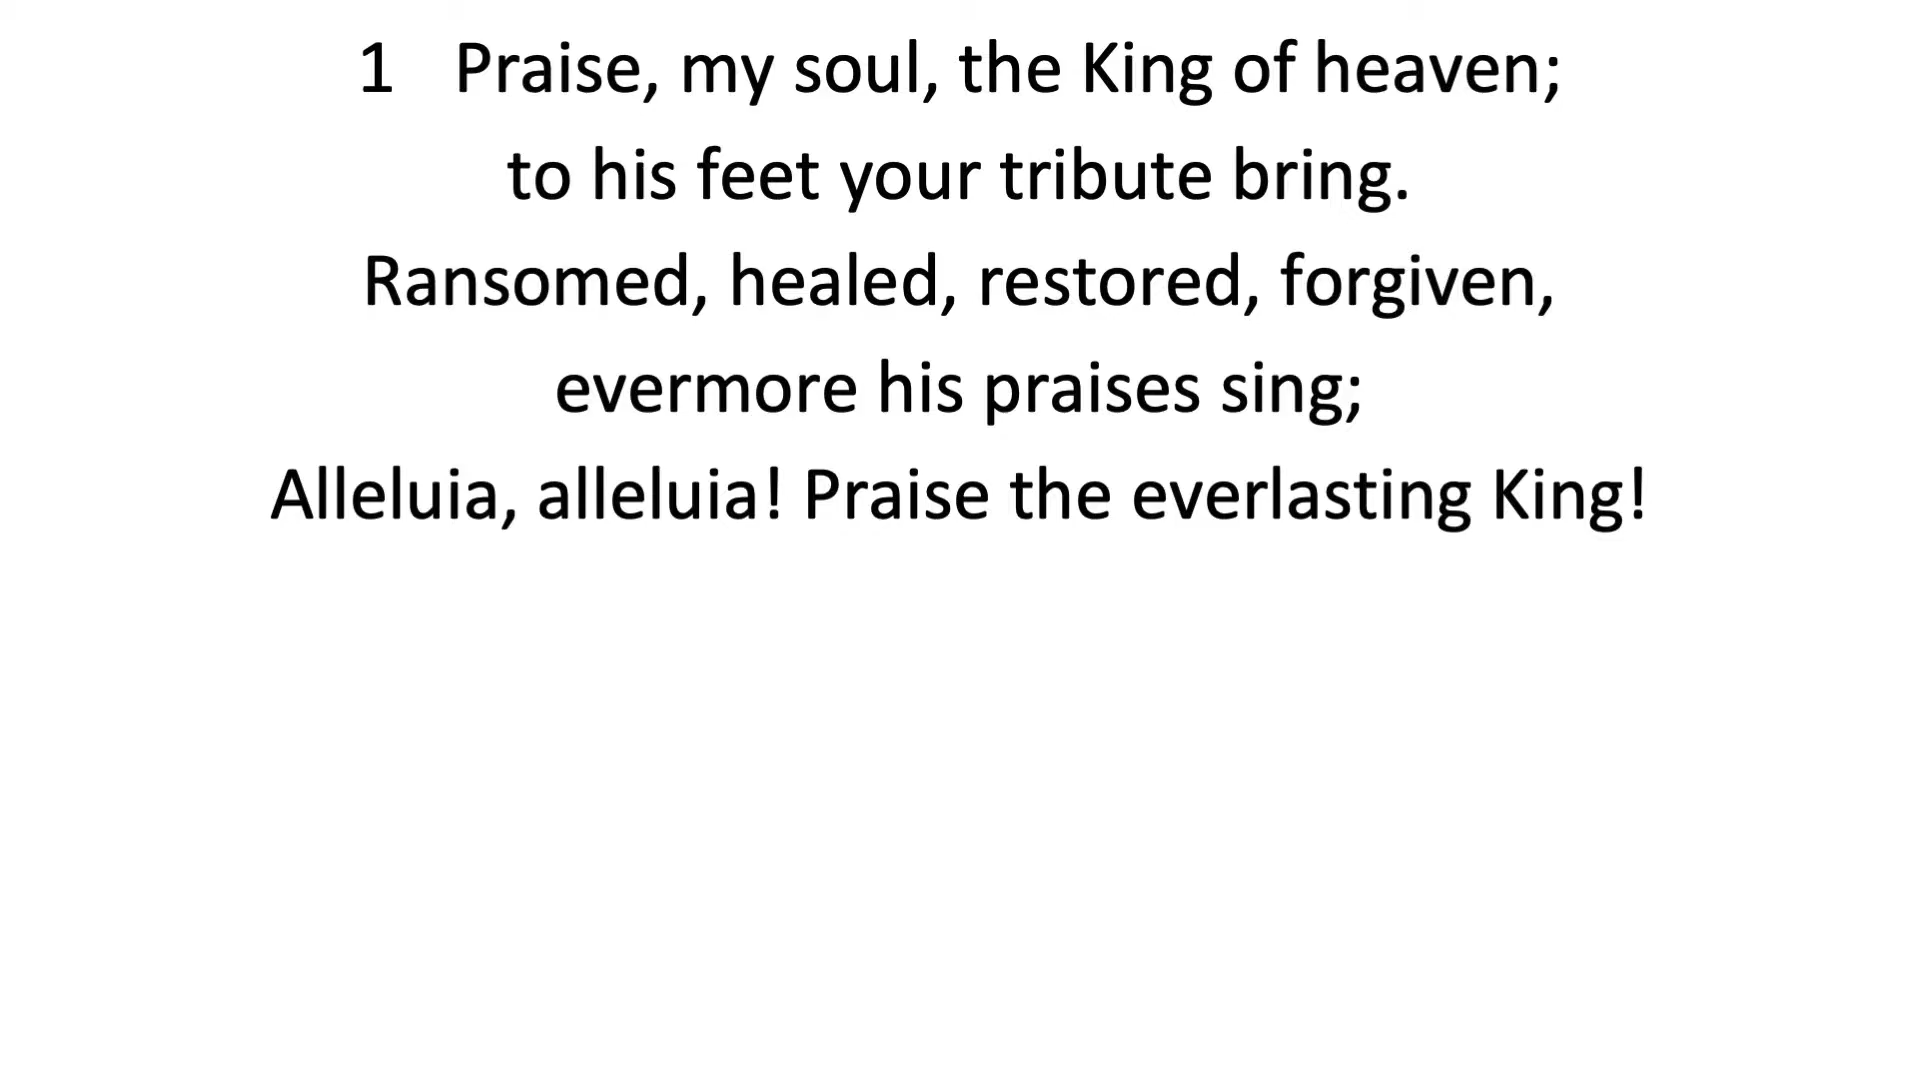 1 Praise, my soul, the King of heaven;
to his feet your tribute bring.
Ransomed, healed, restored, forgiven,
evermore his praises sing;
Alleluia, alleluia! Praise the everlasting King!